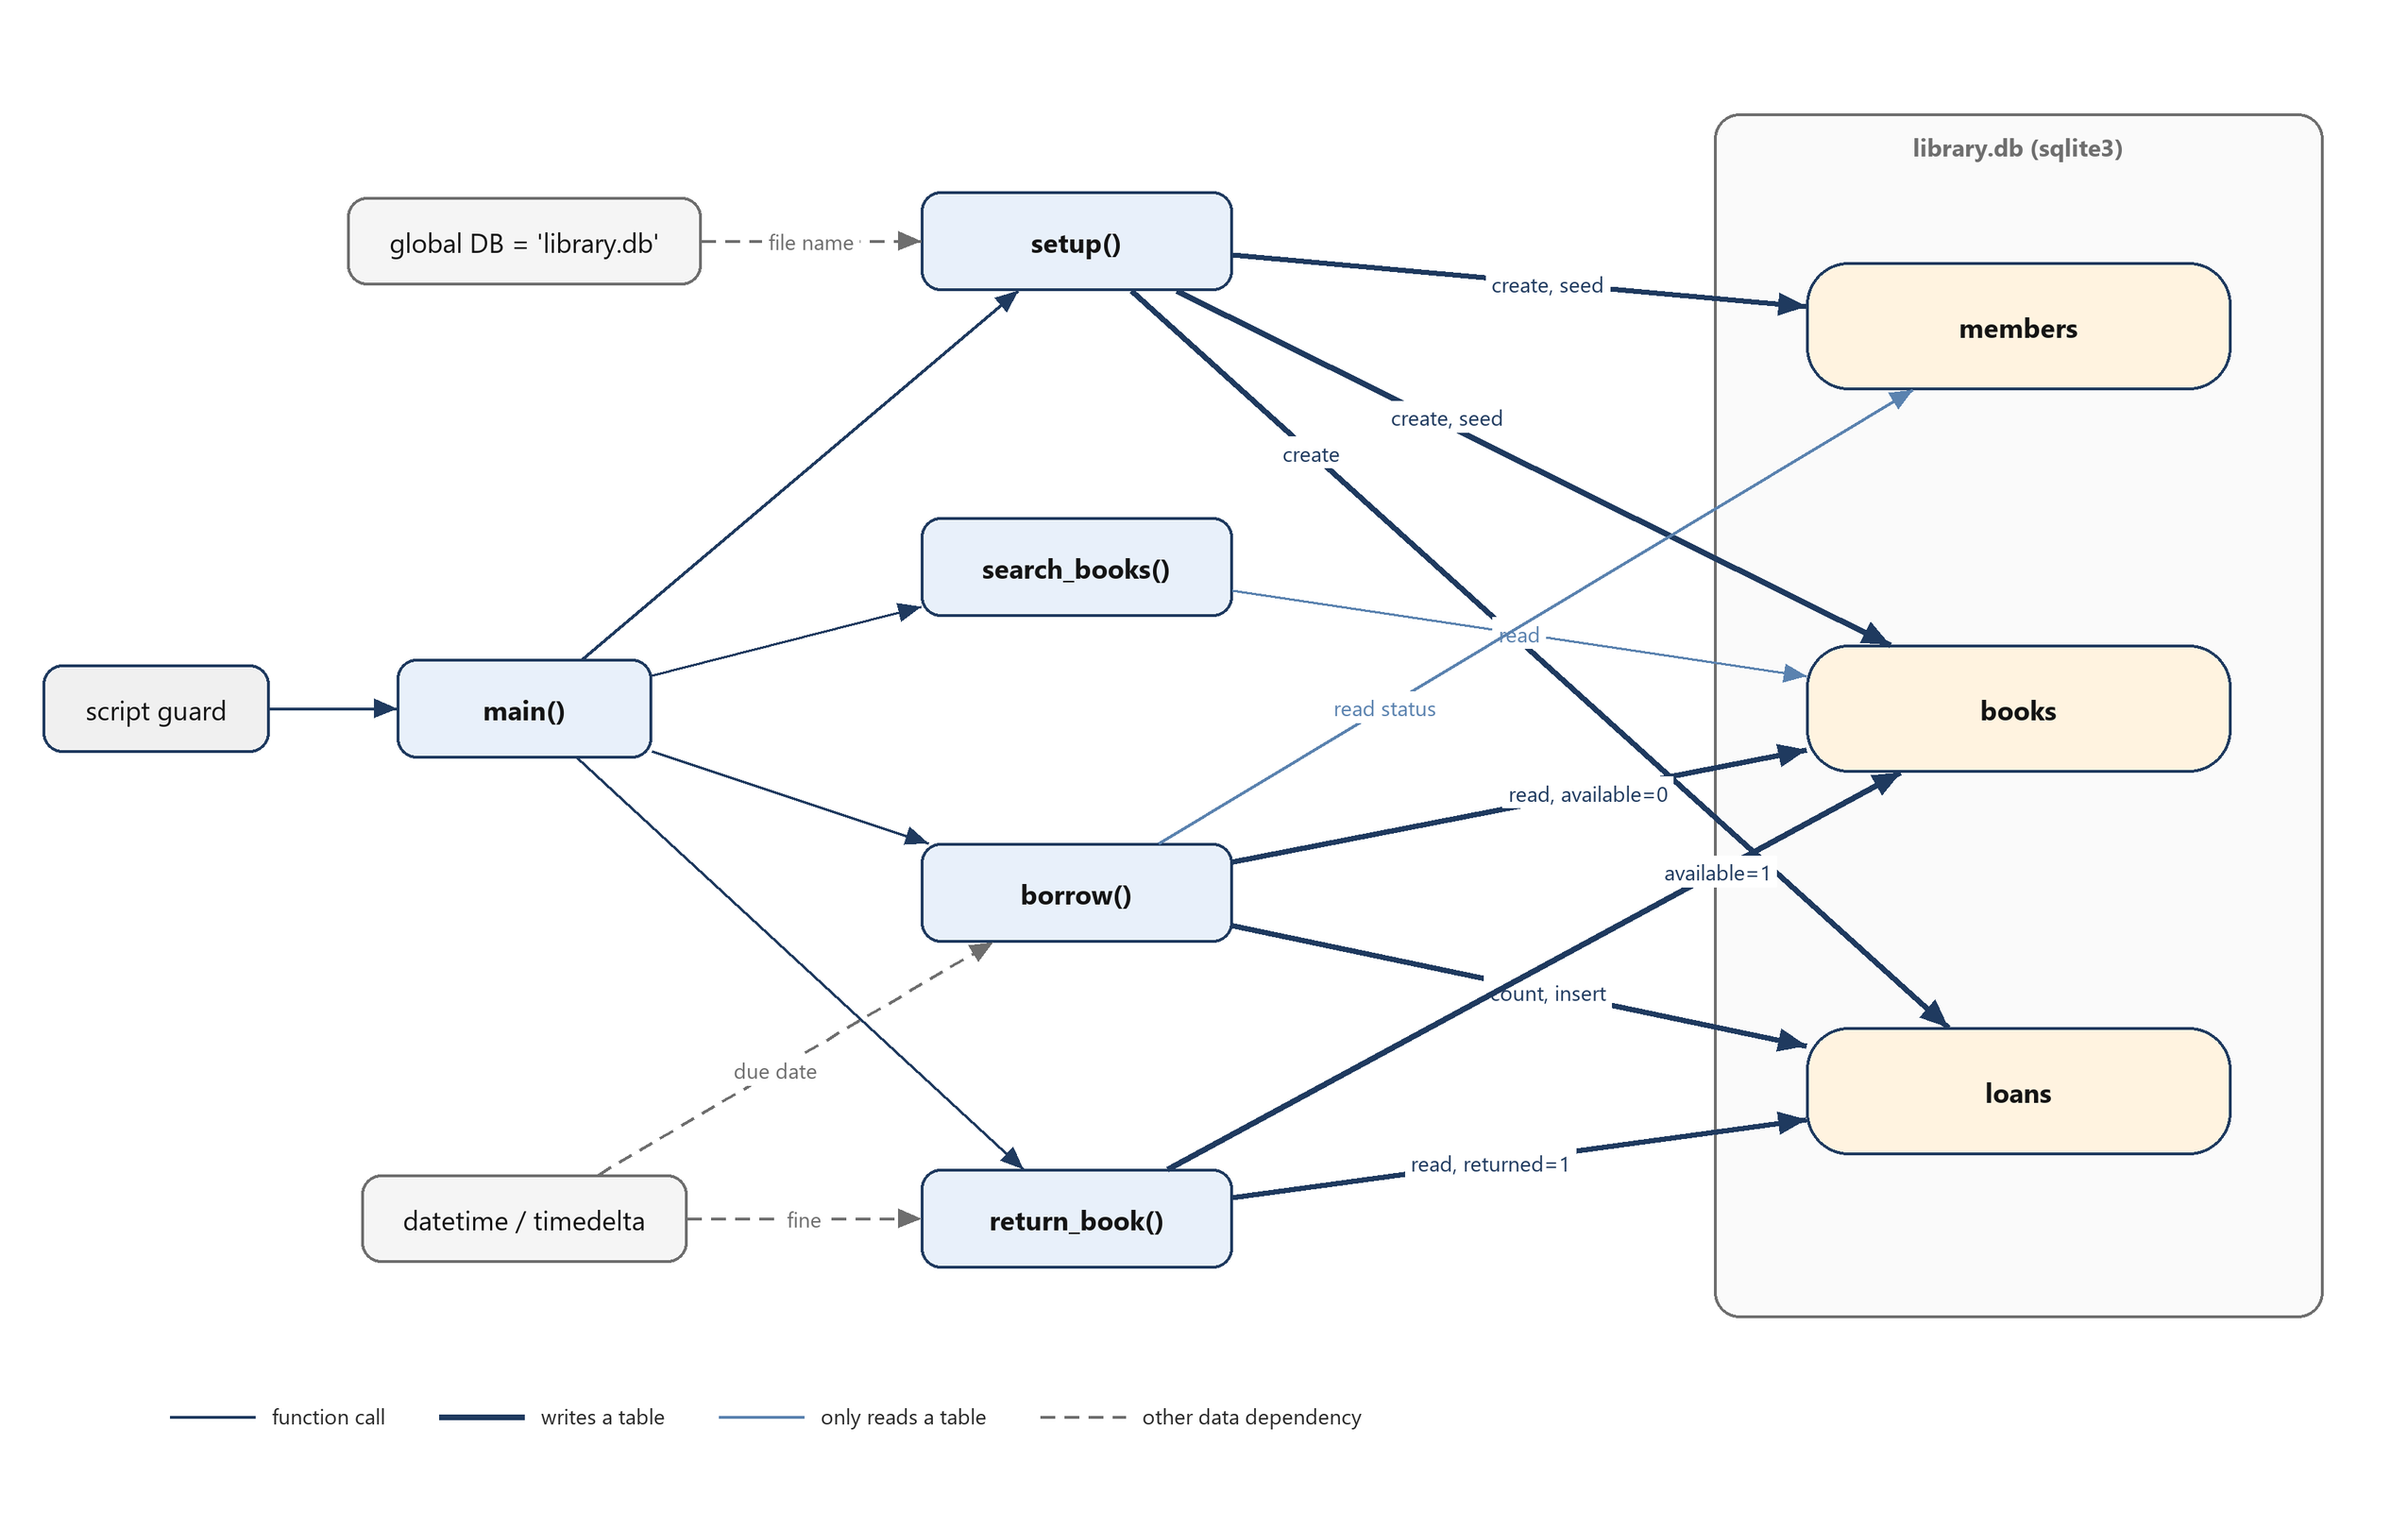 library.db (sqlite3)
global DB = 'library.db'
file name
setup()
create, seed
members
create, seed
create
search_books()
read
script guard
main()
read status
books
read, available=0
available=1
borrow()
count, insert
due date
loans
datetime / timedelta
fine
return_book()
read, returned=1
function call
writes a table
only reads a table
other data dependency